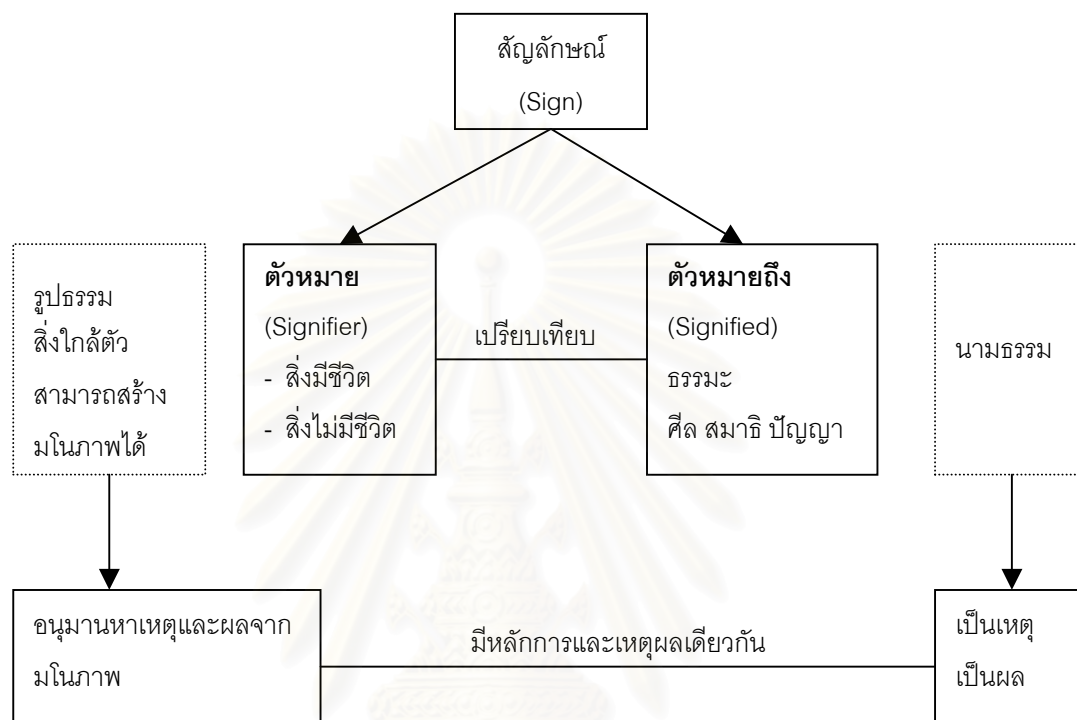 สัญลักษณ์
(Sign)
รูปธรรม
สิ่งใกล้ตัว
สามารถสร้าง
มโนภาพได้
ตัวหมาย
(Signifier)
- สิ่งมีชีวิต
- สิ่งไม่มีชีวิต
เปรียบเทียบ
ตัวหมายถึง
(Signified)
ธรรมะ
ศีล สมาธิ ปัญญา
นามธรรม
อนุมานหาเหตุและผลจาก
มโนภาพ
มีหลักการและเหตุผลเดียวกัน
เป็นเหตุ
เป็นผล